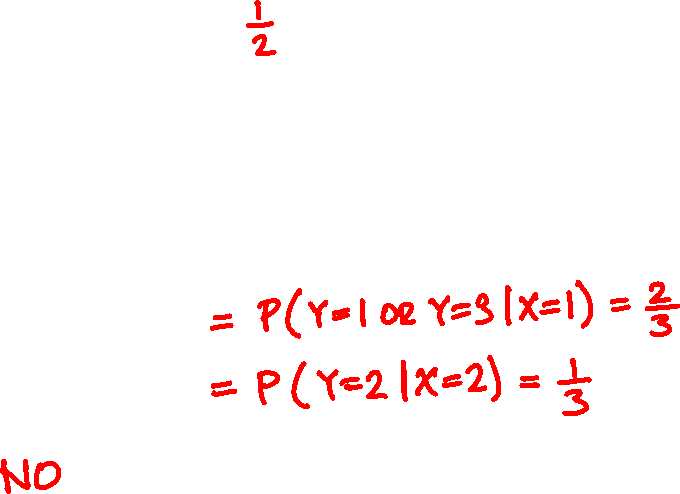 1/2
= P(Y=1 OR Y=3|X=1) = 2/3
= P(Y=2|X=2) = 1/3
NO